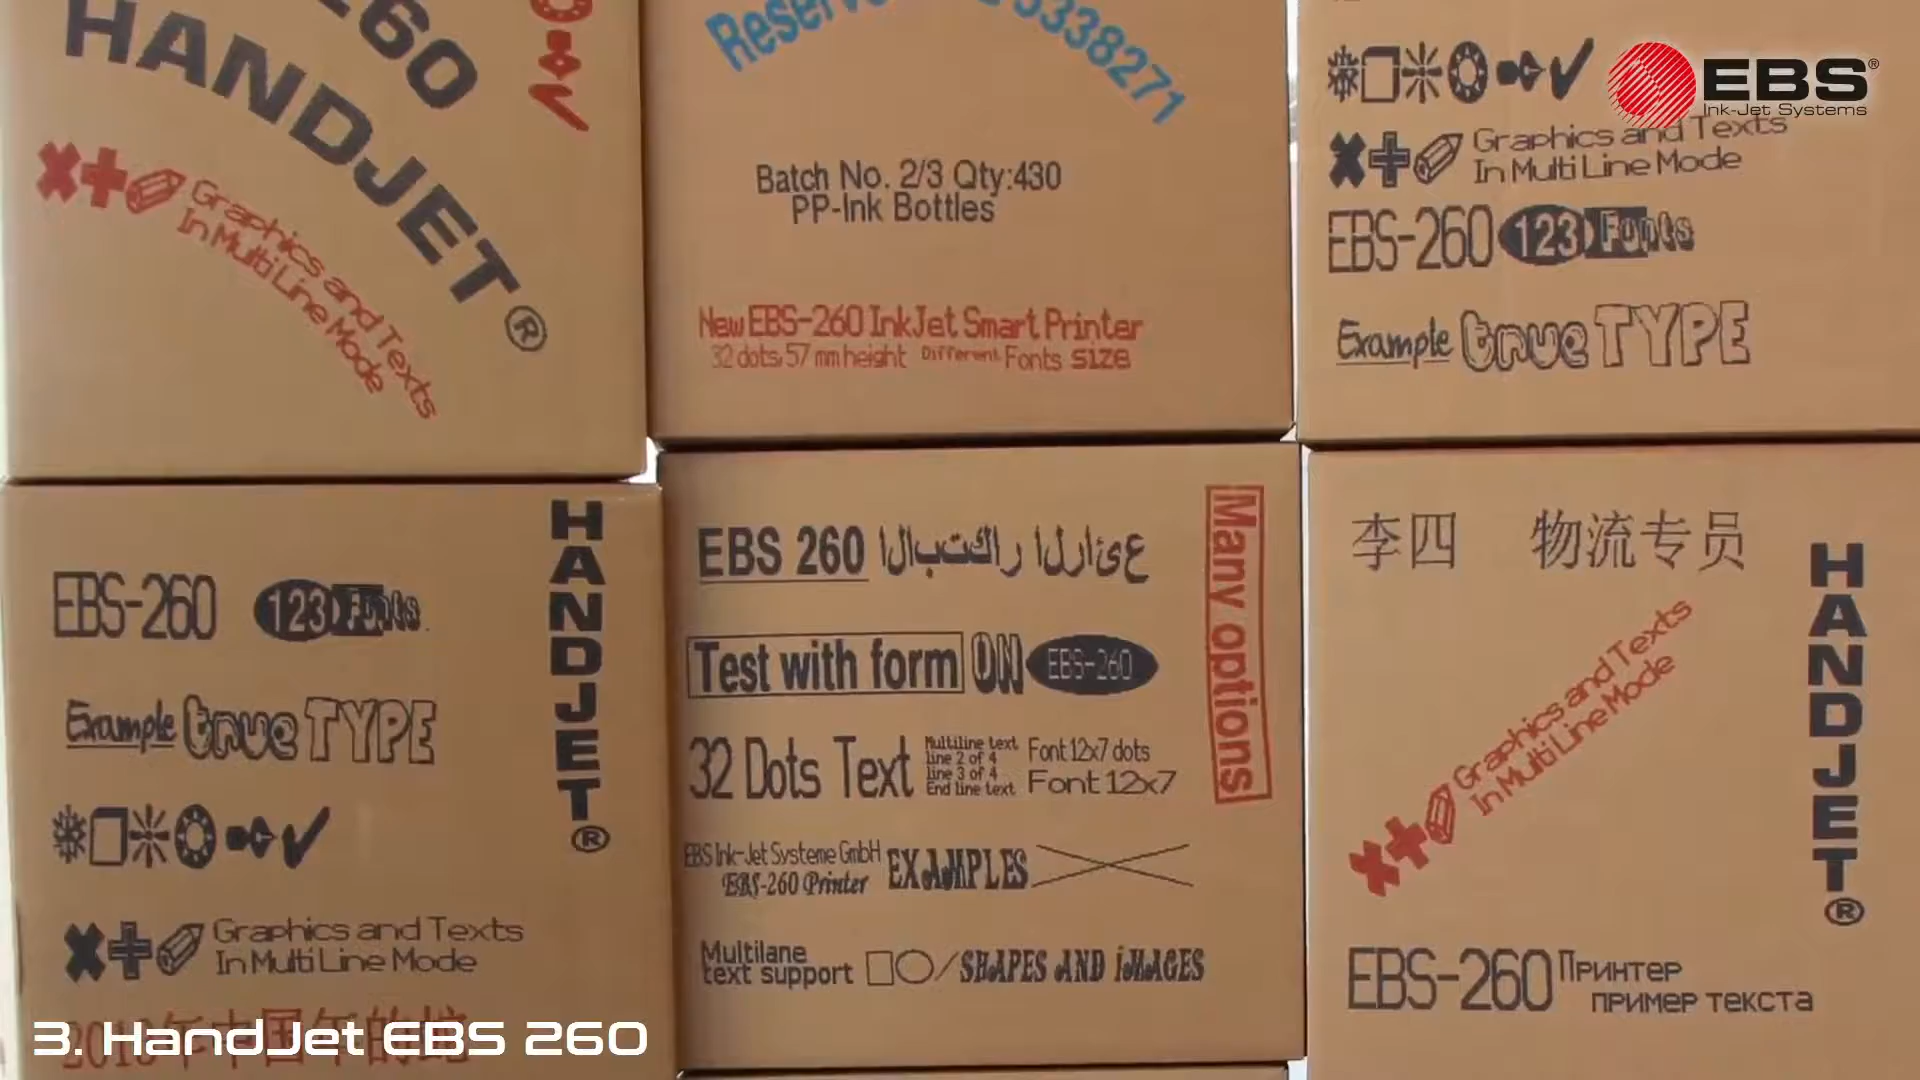 260
HANDJET®
Graphics and Texts
In Multi Line Mode
5338271
Batch No. 2/3 Qty:430
PP-Ink Bottles
New EBS-260 InkJet Smart Printer
32 dots, 57 mm height Different Fonts size
EBS®
Ink-Jet Systems
Graphics and Texts
In Multi Line Mode
EBS-260 123 Fonts
Example true TYPE
HANDJET®
EBS-260 123 Fonts
Example true TYPE
Graphics and Texts
In Multi Line Mode
EBS 260 الابتكار الرائع
Many options
Test with form ON EBS-260
32 Dots Text
Multiline text
line 2 of 4
line 3 of 4
End line text
Font 12x7 dots
Font 12x7
EBS Ink-Jet Systeme GmbH
EBS-260 Printer
EXAMPLES
Multilane
text support
SHAPES AND iMAGES
李四 物流专员
HANDJET®
Graphics and Texts
In Multi Line Mode
EBS-260 Принтер
пример текста
3. HandJet EBS 260